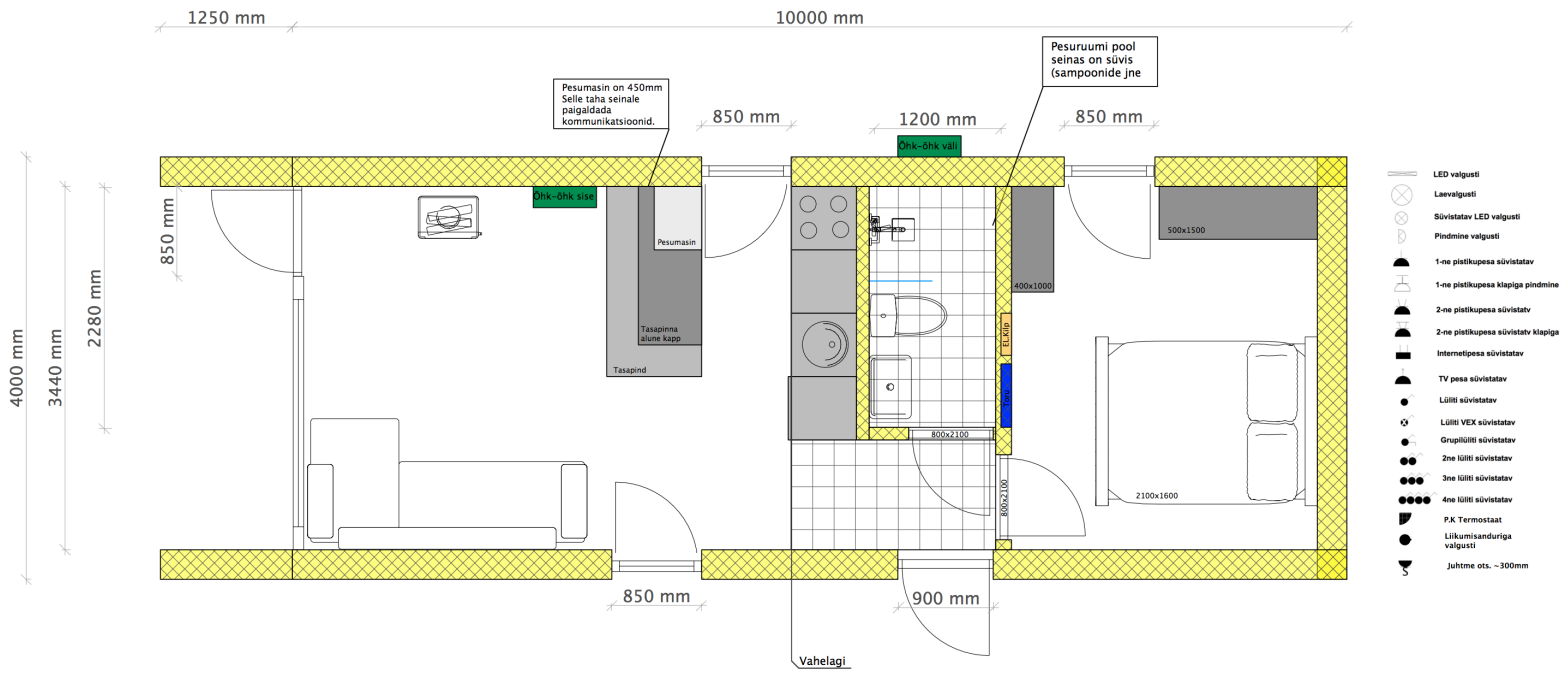 1250 mm
10000 mm
Pesuruumi pool
seinas on süvis
(sampoonide jne
Pesumasin on 450mm
Selle taha seinale
paigaldada
kommunikatsioonid.
850 mm
1200 mm
850 mm
Õhk-õhk väli
Õhk-õhk sise
Pesumasin
500x1500
400x1000
850 mm
2280 mm
3440 mm
4000 mm
Tasapinna
alune kapp
Tasapind
EL.Kilp
Toru
800x2100
800x2100
2100x1600
850 mm
900 mm
Vahelagi
LED valgusti
Laevalgusti
Süvistatav LED valgusti
Pindmine valgusti
1-ne pistikupesa süvistatav
1-ne pistikupesa klapiga pindmine
2-ne pistikupesa süvistatv
2-ne pistikupesa süvistatv klapiga
Internetipesa süvistatav
TV pesa süvistatav
Lüliti süvistatav
Lüliti VEX süvistatav
Grupilüliti süvistatav
2ne lüliti süvistatav
3ne lüliti süvistatav
4ne lüliti süvistatav
P.K Termostaat
Liikumisanduriga
valgusti
S
Juhtme ots. ~300mm